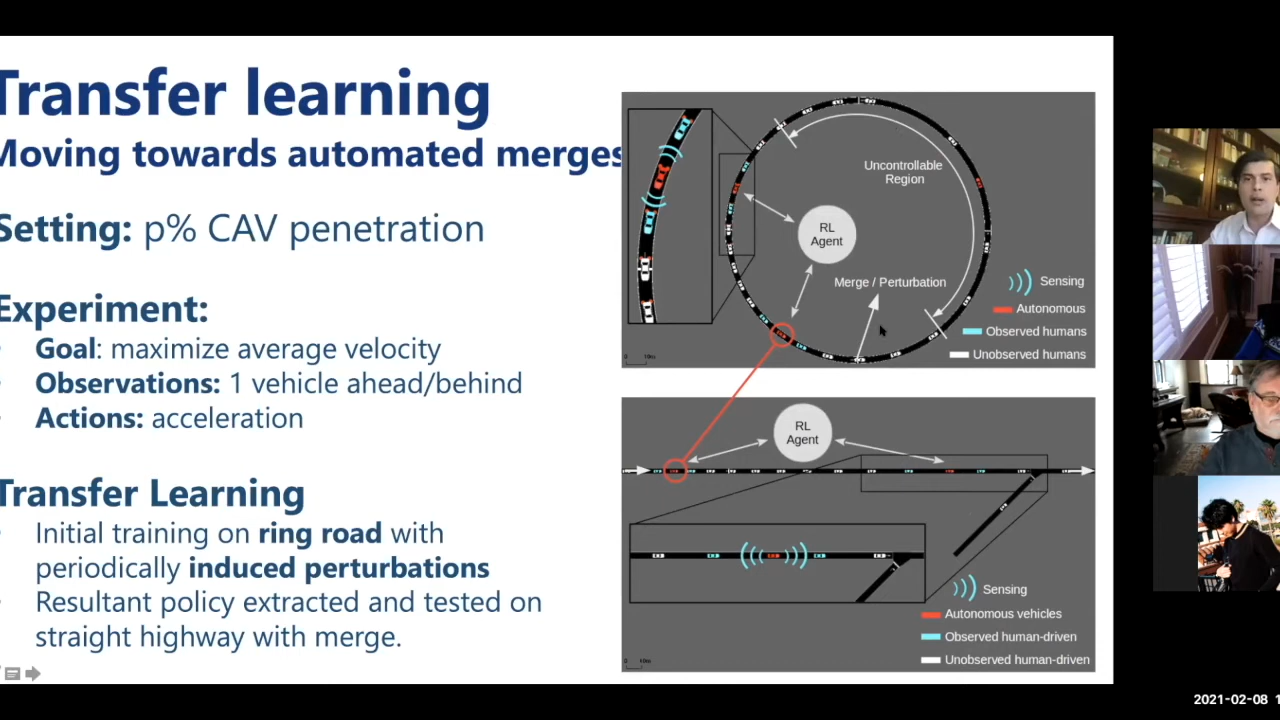 Transfer learning
Moving towards automated merges
Setting: p% CAV penetration
Experiment:
Goal: maximize average velocity
Observations: 1 vehicle ahead/behind
Actions: acceleration
Transfer Learning
Initial training on ring road with
periodically induced perturbations
Resultant policy extracted and tested on
straight highway with merge.
Uncontrollable
Region
RL
Agent
Merge / Perturbation
Sensing
Autonomous
Observed humans
Unobserved humans
RL
Agent
Sensing
Autonomous vehicles
Observed human-driven
Unobserved human-driven
2021-02-08 1